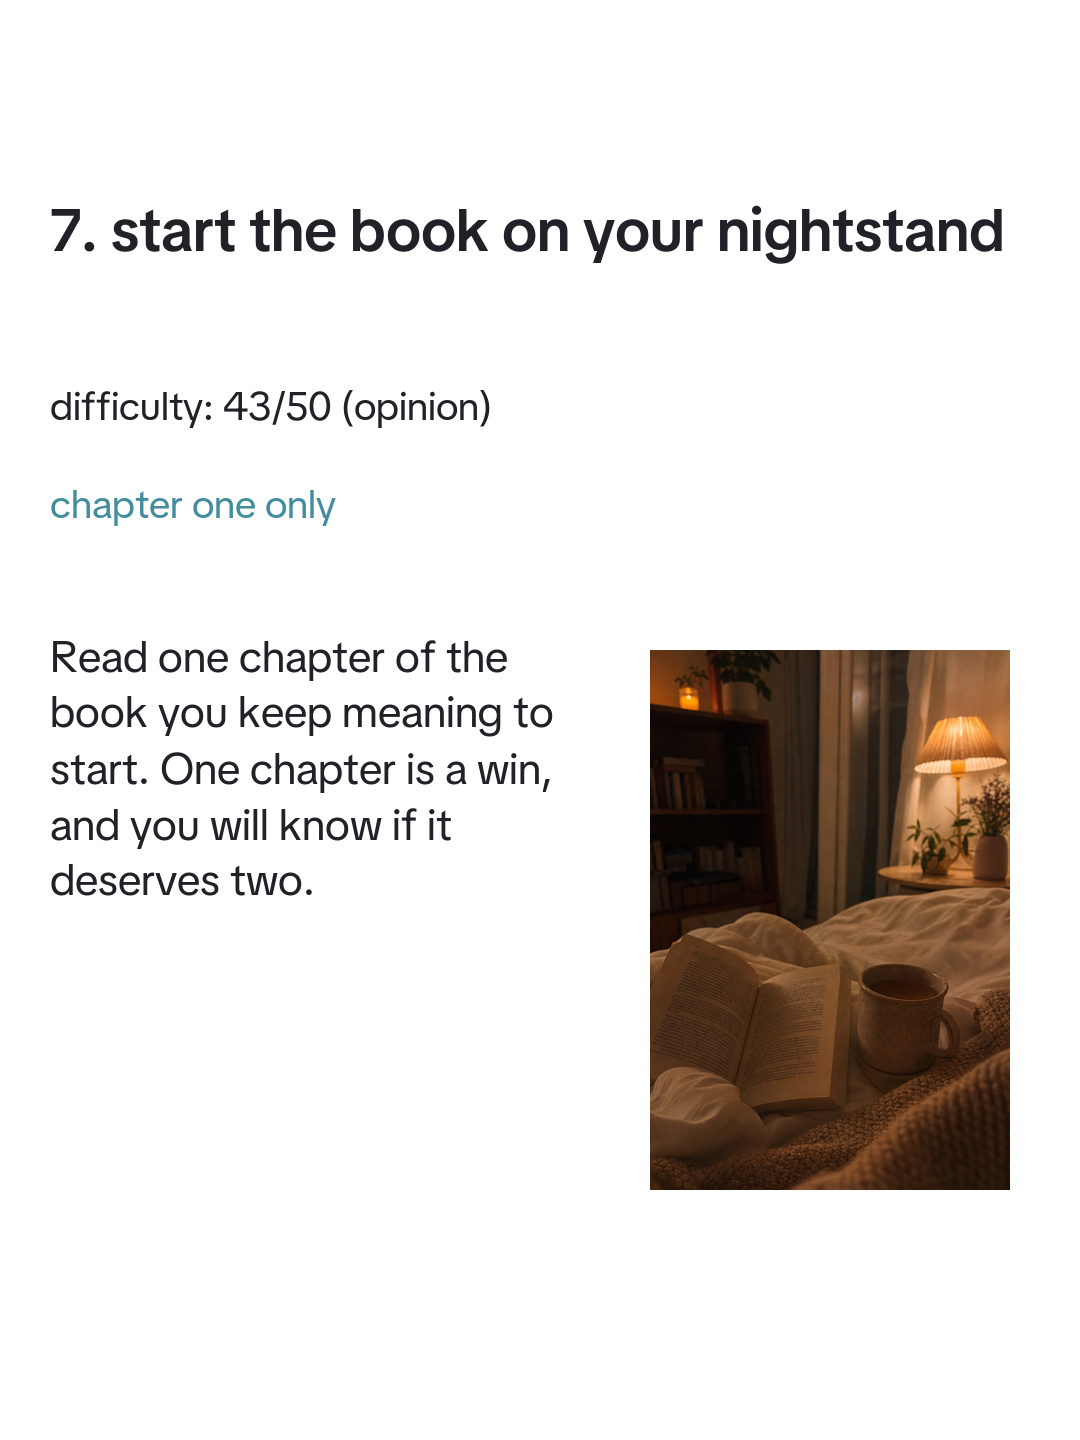 7. start the book on your nightstand
difficulty: 43/50 (opinion)
chapter one only
Read one chapter of the
book you keep meaning to
start. One chapter is a win,
and you will know if it
deserves two.